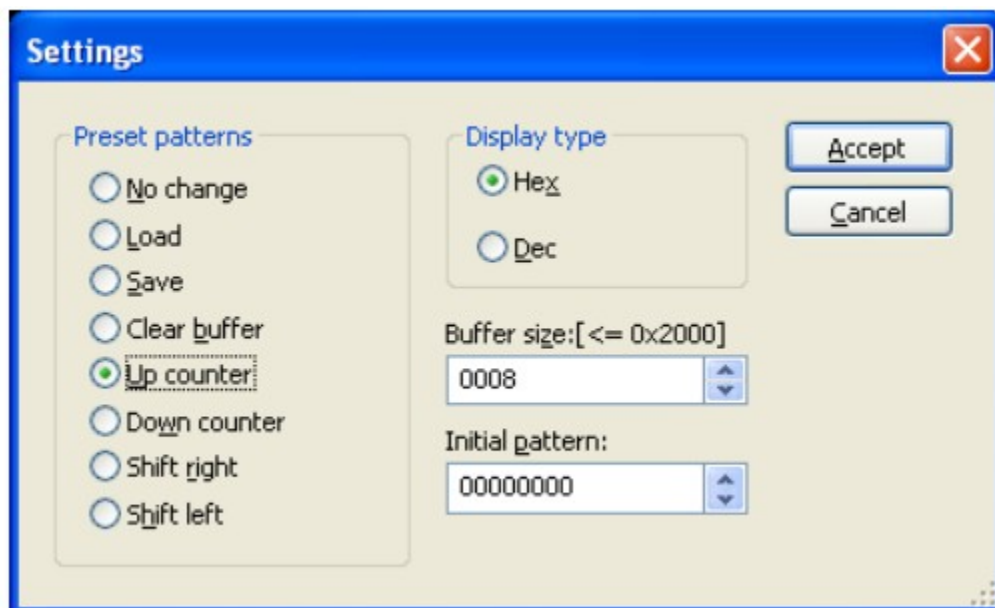 Settings
Preset patterns
No change
Load
Save
Clear buffer
Up counter
Down counter
Shift right
Shift left
Display type
Hex
Dec
Buffer size:[<= 0x2000]
0008
Initial pattern:
00000000
Accept
Cancel